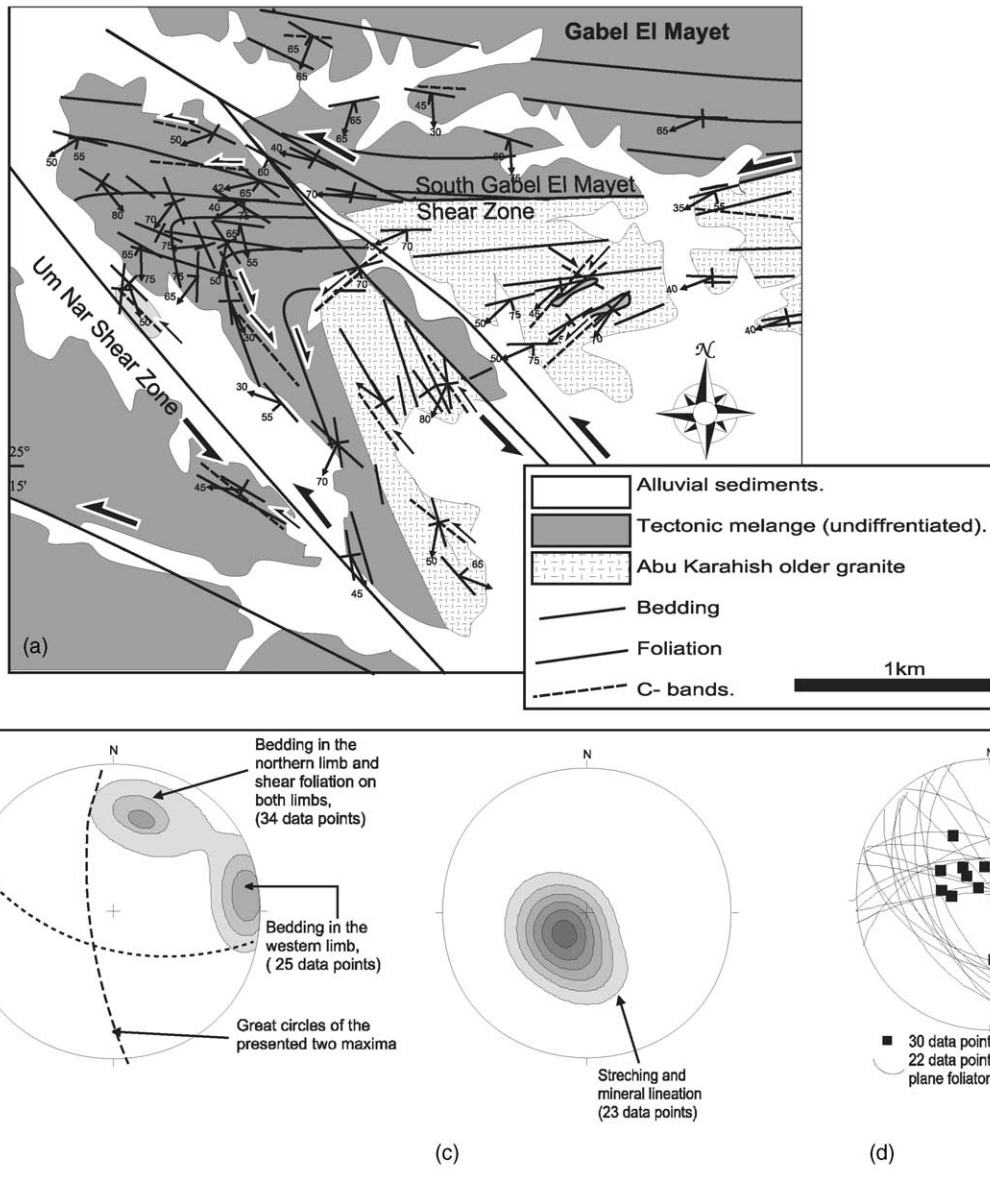 (a)
Gabel El Mayet
South Gabel El Mayet
Shear Zone
Um Nar Shear Zone
N
25°
15'
65
65
45
30
65
65
60
65
50
55
50
40
60
70
42
65
40
75
80
70
75
65
75
75
65
50
65
55
50
30
30
55
70
45
45
70
70
50
75
45
70
50
75
35
55
40
40
80
50
65
45
Alluvial sediments.
Tectonic melange (undiffrentiated).
Abu Karahish older granite
Bedding
Foliation
C- bands.
1km
N
Bedding in the
northern limb and
shear foliation on
both limbs,
(34 data points)
Bedding in the
western limb,
( 25 data points)
Great circles of the
presented two maxima
N
Streching and
mineral lineation
(23 data points)
(c)
30 data point
22 data point
plane foliator
(d)